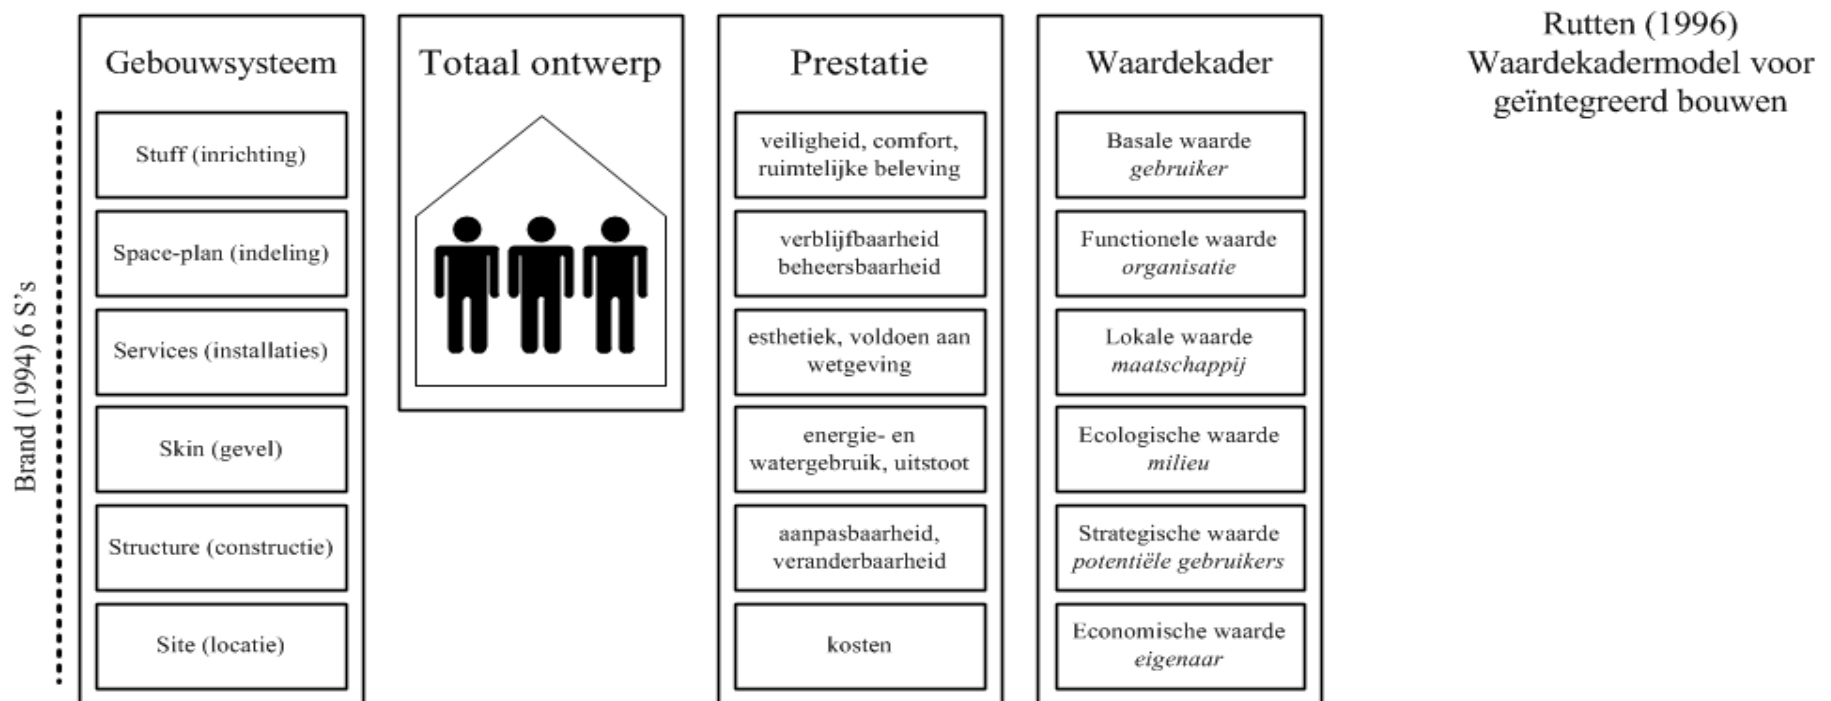 Gebouwsysteem
Stuff (inrichting)
Space-plan (indeling)
Services (installaties)
Skin (gevel)
Structure (constructie)
Site (locatie)
Brand (1994) 6 S's
Totaal ontwerp
Prestatie
veiligheid, comfort,
ruimtelijke beleving
verblijfbaarheid
beheersbaarheid
esthetiek, voldoen aan
wetgeving
energie- en
watergebruik, uitstoot
aanpasbaarheid,
veranderbaarheid
kosten
Waardekader
Basale waarde
gebruiker
Functionele waarde
organisatie
Lokale waarde
maatschappij
Ecologische waarde
milieu
Strategische waarde
potentiële gebruikers
Economische waarde
eigenaar
Rutten (1996)
Waardekadermodel voor
geïntegreerd bouwen